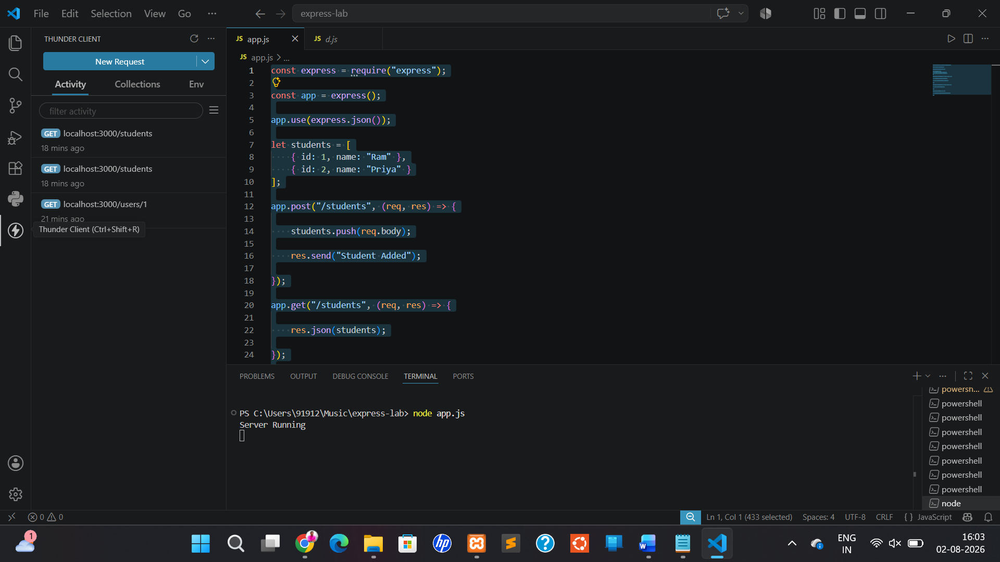 File Edit Selection View Go
express-lab
THUNDER CLIENT
New Request
Activity Collections Env
filter activity
GET localhost:3000/students
18 mins ago
GET localhost:3000/students
18 mins ago
GET localhost:3000/users/1
21 mins ago
Thunder Client (Ctrl+Shift+R)
JS app.js
JS d.js
JS app.js > ...
1 const express = require("express");
2
3 const app = express();
4
5 app.use(express.json());
6
7 let students = [
8     { id: 1, name: "Ram" },
9     { id: 2, name: "Priya" }
10 ];
11
12 app.post("/students", (req, res) => {
13
14     students.push(req.body);
15
16     res.send("Student Added");
17
18 });
19
20 app.get("/students", (req, res) => {
21
22     res.json(students);
23
24 });
PROBLEMS OUTPUT DEBUG CONSOLE TERMINAL PORTS
PS C:\Users\91912\Music\express-lab> node app.js
Server Running
powersh...
powershell
powershell
powershell
powershell
powershell
powershell
powershell
node
0 0
Ln 1, Col 1 (433 selected) Spaces: 4 UTF-8 CRLF {} JavaScript
1
hp
W
ENG
IN
16:03
02-08-2026